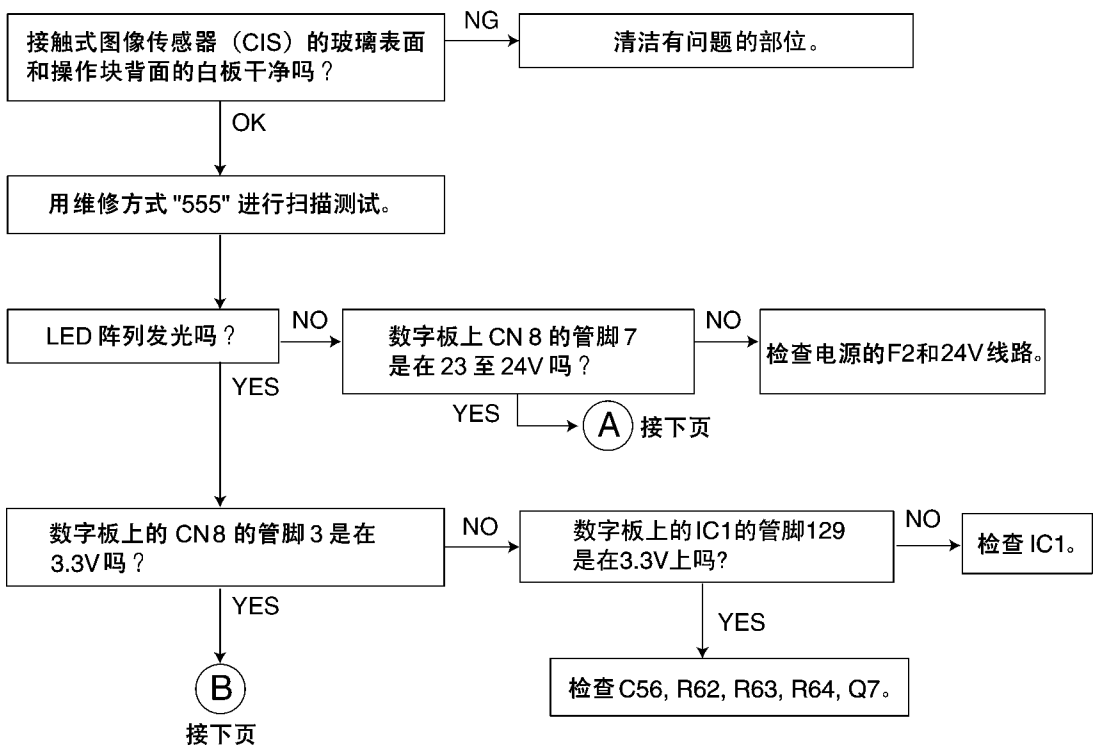 接触式图像传感器（CIS）的玻璃表面
和操作块背面的白板干净吗？
NG
清洁有问题的部位。
OK
用维修方式"555" 进行扫描测试。
LED 阵列发光吗？
NO
数字板上 CN 8 的管脚 7
是在 23 至 24V 吗？
NO
检查电源的F2和24V 线路。
YES
YES
A 接下页
数字板上的 CN8 的管脚 3 是在
3.3V 吗？
NO
数字板上的IC1的管脚129
是在3.3V上吗?
NO
检查 IC1。
YES
YES
B
接下页
检查C56, R62, R63, R64, Q7。